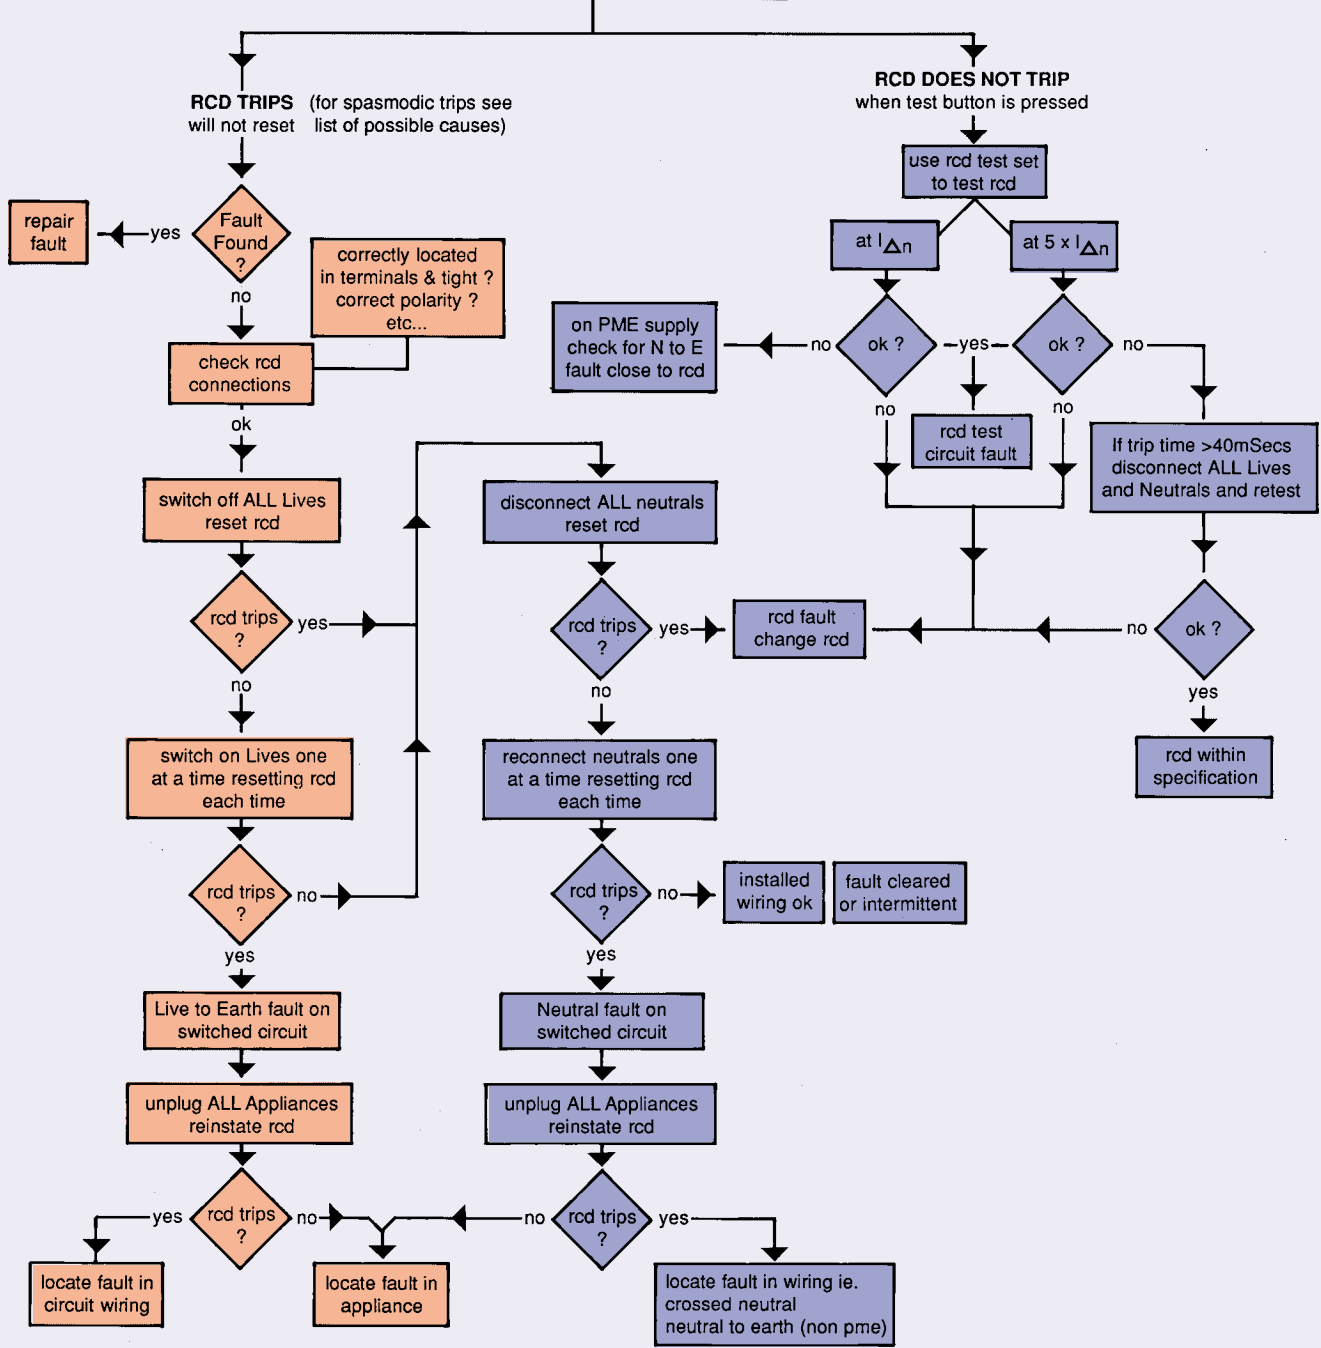 RCD TRIPS (for spasmodic trips see
will not reset list of possible causes)
RCD DOES NOT TRIP
when test button is pressed
use rcd test set
to test rcd
repair
fault
yes
Fault
Found
?
no
correctly located
in terminals & tight ?
correct polarity ?
etc...
check rcd
connections
ok
at I∆n
at 5 x I∆n
on PME supply
check for N to E
fault close to rcd
no
ok ?
yes
ok ?
no
no
no
rcd test
circuit fault
If trip time >40mSecs
disconnect ALL Lives
and Neutrals and retest
switch off ALL Lives
reset rcd
disconnect ALL neutrals
reset rcd
rcd trips
?
yes
no
rcd trips
?
yes
no
rcd fault
change rcd
no
ok ?
yes
rcd within
specification
switch on Lives one
at a time resetting rcd
each time
reconnect neutrals one
at a time resetting rcd
each time
rcd trips
?
no
yes
rcd trips
?
no
yes
installed
wiring ok
fault cleared
or intermittent
Live to Earth fault on
switched circuit
Neutral fault on
switched circuit
unplug ALL Appliances
reinstate rcd
unplug ALL Appliances
reinstate rcd
yes
rcd trips
?
no
no
rcd trips
?
yes
locate fault in
circuit wiring
locate fault in
appliance
locate fault in wiring ie.
crossed neutral
neutral to earth (non pme)